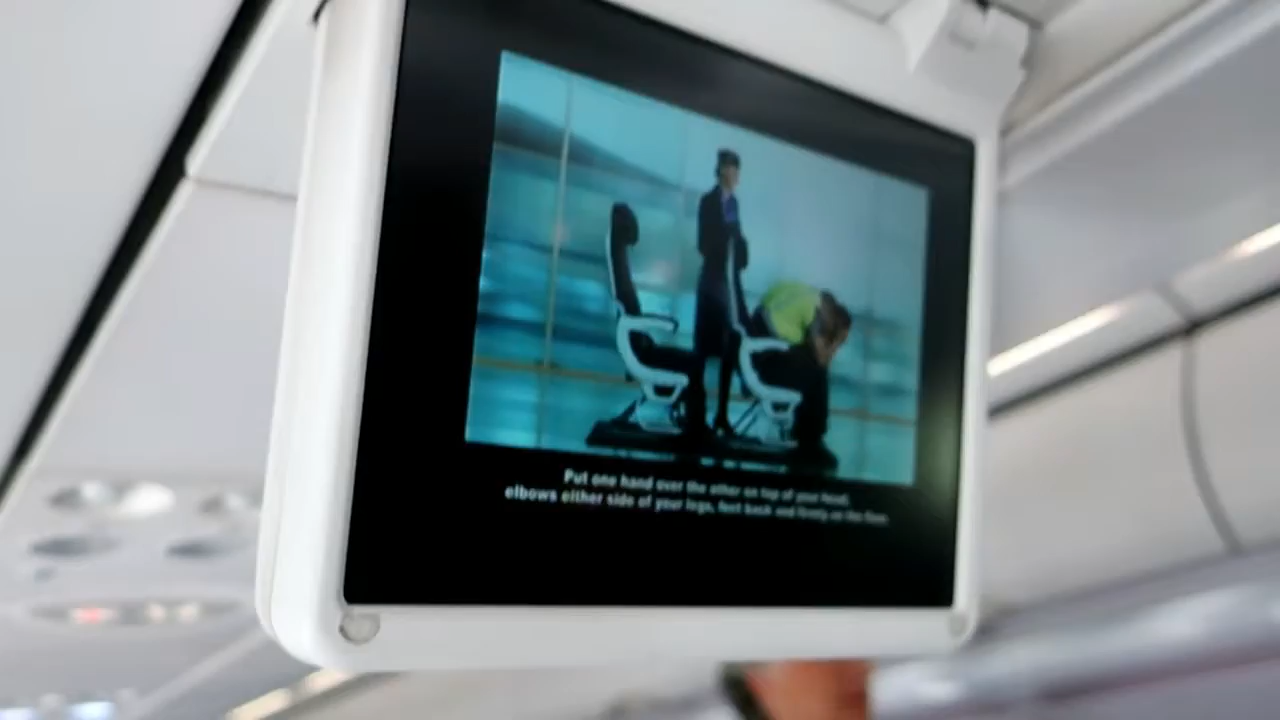 Put one hand over the other on top of your head,
elbows either side of your legs, feet back and firmly on the floor.